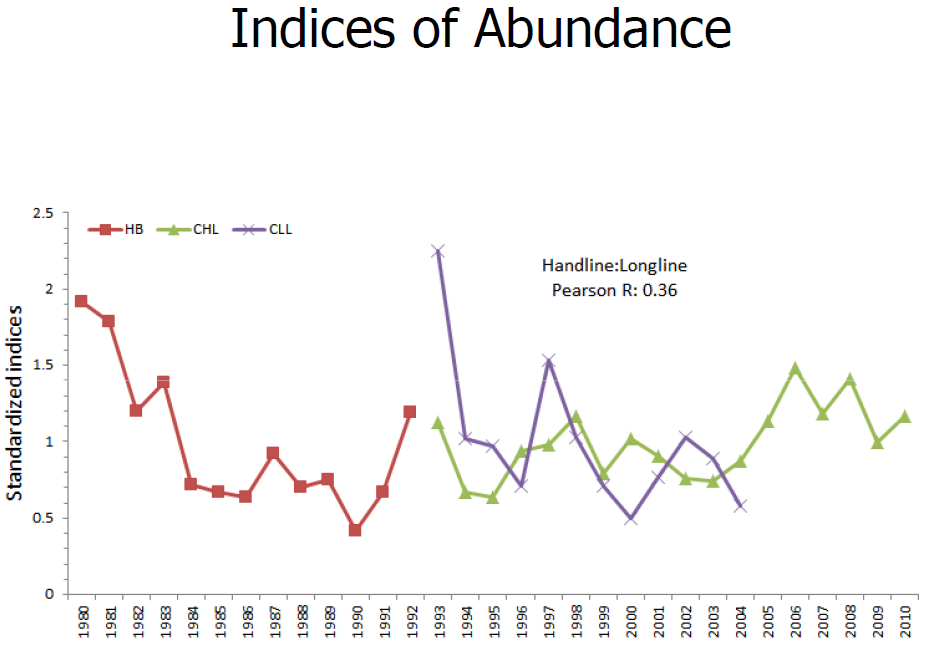 Indices of Abundance
2.5
HB CHL CLL
Handline:Longline
Pearson R: 0.36
2
1.5
1
0.5
0
Standardized indices
1980 1981 1982 1983 1984 1985 1986 1987 1988 1989 1990 1991 1992 1993 1994 1995 1996 1997 1998 1999 2000 2001 2002 2003 2004 2005 2006 2007 2008 2009 2010